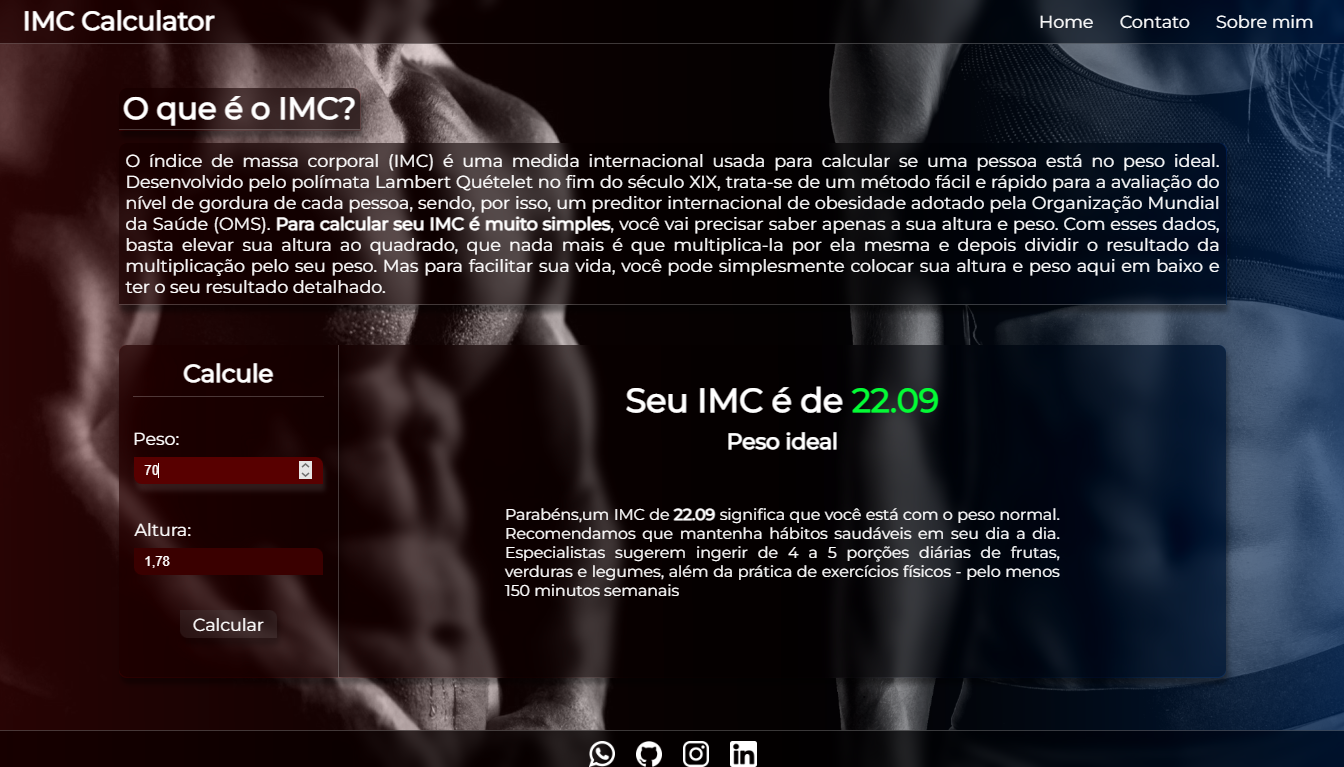 IMC Calculator
Home Contato Sobre mim
O que é o IMC?
O índice de massa corporal (IMC) é uma medida internacional usada para calcular se uma pessoa está no peso ideal.
Desenvolvido pelo polímata Lambert Quételet no fim do século XIX, trata-se de um método fácil e rápido para a avaliação do
nível de gordura de cada pessoa, sendo, por isso, um preditor internacional de obesidade adotado pela Organização Mundial
da Saúde (OMS). Para calcular seu IMC é muito simples, você vai precisar saber apenas a sua altura e peso. Com esses dados,
basta elevar sua altura ao quadrado, que nada mais é que multiplica-la por ela mesma e depois dividir o resultado da
multiplicação pelo seu peso. Mas para facilitar sua vida, você pode simplesmente colocar sua altura e peso aqui em baixo e
ter o seu resultado detalhado.
Calcule
Peso:
70
Altura:
1,78
Calcular
Seu IMC é de 22.09
Peso ideal
Parabéns,um IMC de 22.09 significa que você está com o peso normal.
Recomendamos que mantenha hábitos saudáveis em seu dia a dia.
Especialistas sugerem ingerir de 4 a 5 porções diárias de frutas,
verduras e legumes, além da prática de exercícios físicos - pelo menos
150 minutos semanais